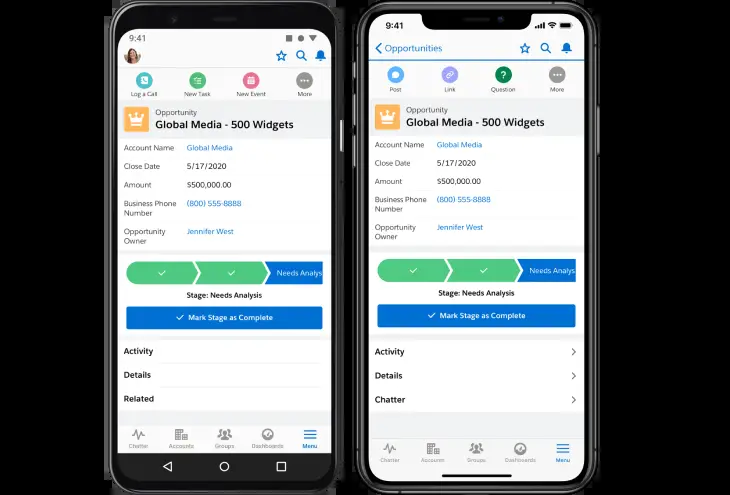 9:41
Log a Call
New Task
New Event
More
Opportunity
Global Media - 500 Widgets
Account Name
Global Media
Close Date
5/17/2020
Amount
$500,000.00
Business Phone
Number
(800) 555-8888
Opportunity
Owner
Jennifer West
Needs Analys
Stage: Needs Analysis
Mark Stage as Complete
Activity
Details
Related
Chatter
Accounts
Groups
Dashboards
Menu
9:41
Opportunities
Post
Link
?
Question
More
Opportunity
Global Media - 500 Widgets
Account Name
Global Media
Close Date
5/17/2020
Amount
$500,000.00
Business Phone
Number
(800) 555-8888
Opportunity
Owner
Jennifer West
Needs Analys
Stage: Needs Analysis
Mark Stage as Complete
Activity
Details
Chatter
Chatter
Accounts
Groups
Dashboards
Menu